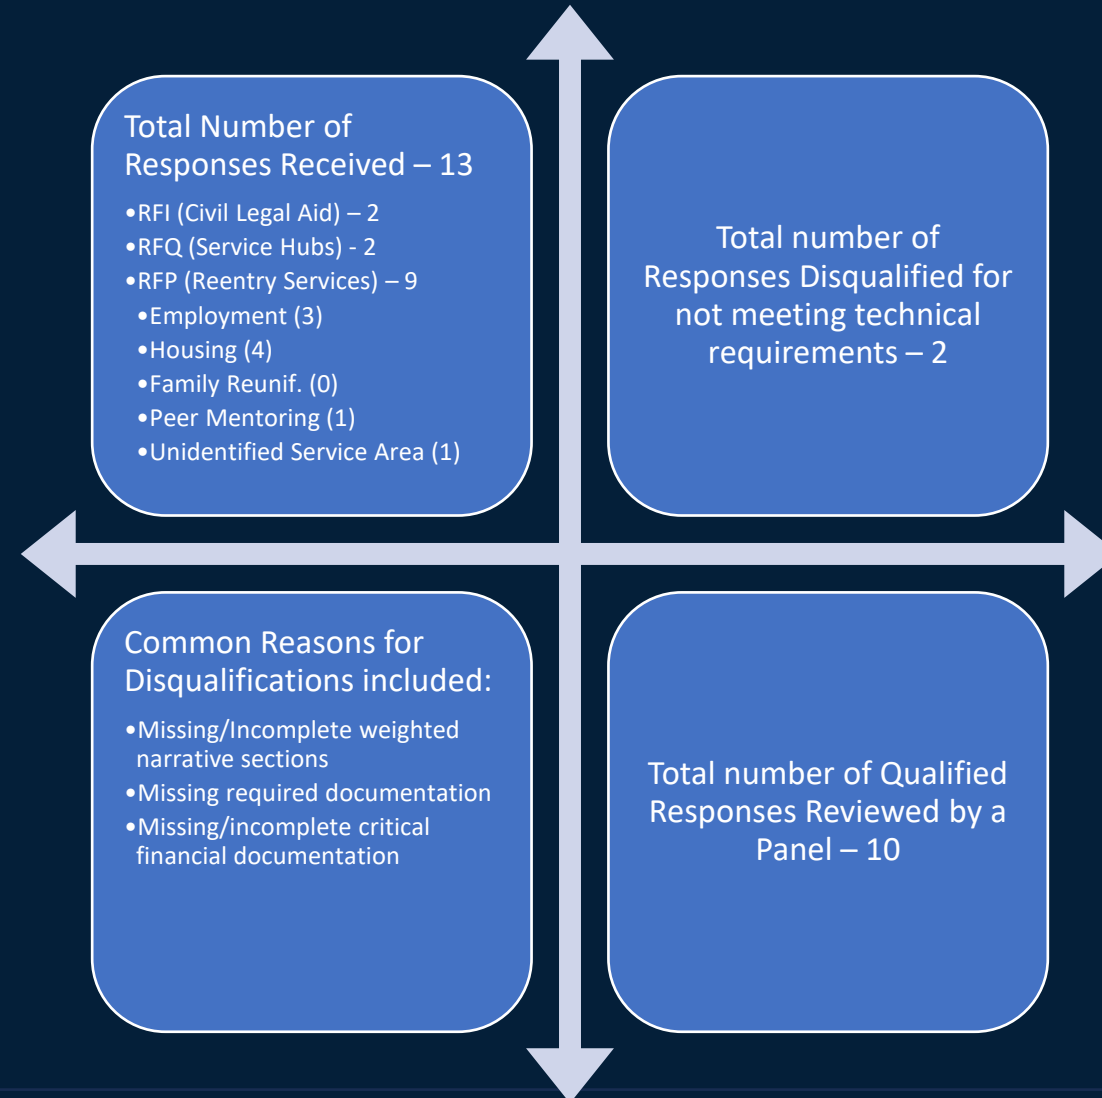 Total Number of
Responses Received – 13
•RFI (Civil Legal Aid) – 2
•RFQ (Service Hubs) - 2
•RFP (Reentry Services) – 9
•Employment (3)
•Housing (4)
•Family Reunif. (0)
•Peer Mentoring (1)
•Unidentified Service Area (1)
Total number of
Responses Disqualified for
not meeting technical
requirements – 2
Common Reasons for
Disqualifications included:
•Missing/Incomplete weighted
narrative sections
•Missing required documentation
•Missing/incomplete critical
financial documentation
Total number of Qualified
Responses Reviewed by a
Panel – 10